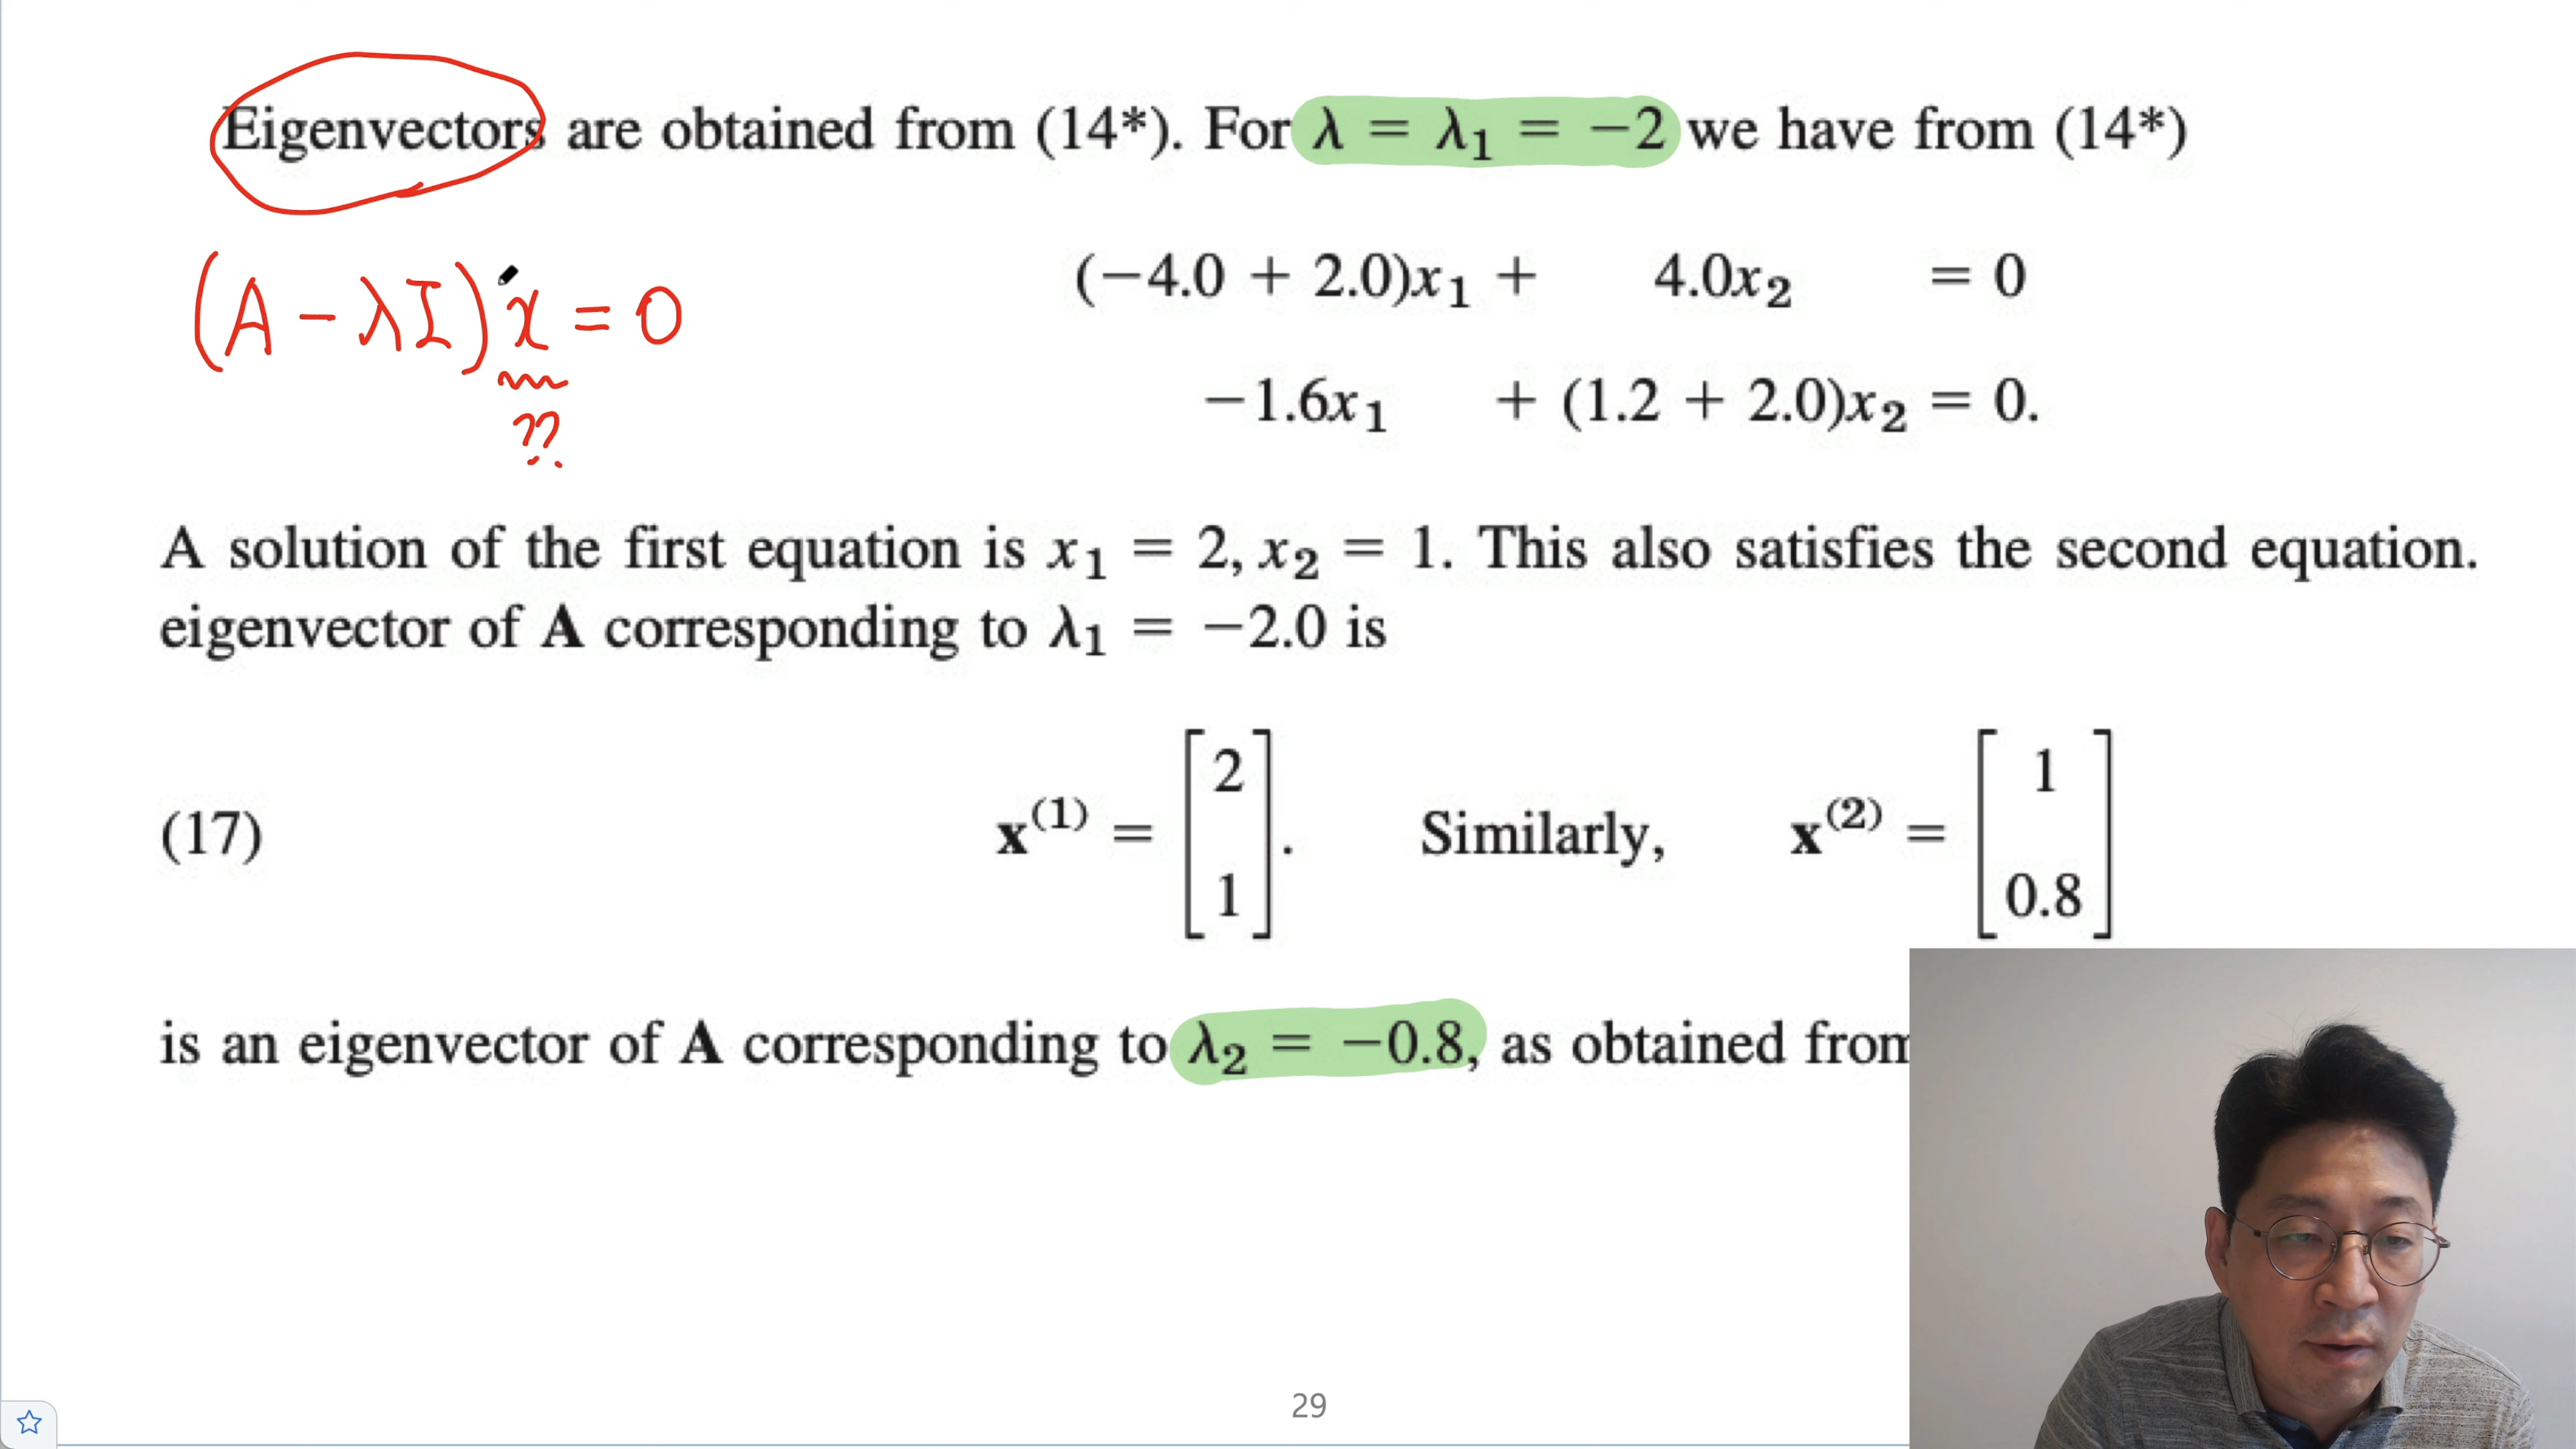 Eigenvectors are obtained from (14*). For λ = λ₁ = −2 we have from (14*)
(A − λI) x = 0
??
(−4.0 + 2.0)x₁ + 4.0x₂ = 0
−1.6x₁ + (1.2 + 2.0)x₂ = 0.
A solution of the first equation is x₁ = 2, x₂ = 1. This also satisfies the second equation.
eigenvector of A corresponding to λ₁ = −2.0 is
(17) x⁽¹⁾ = [2 1]. Similarly, x⁽²⁾ = [1 0.8]
is an eigenvector of A corresponding to λ₂ = −0.8, as obtained from
29